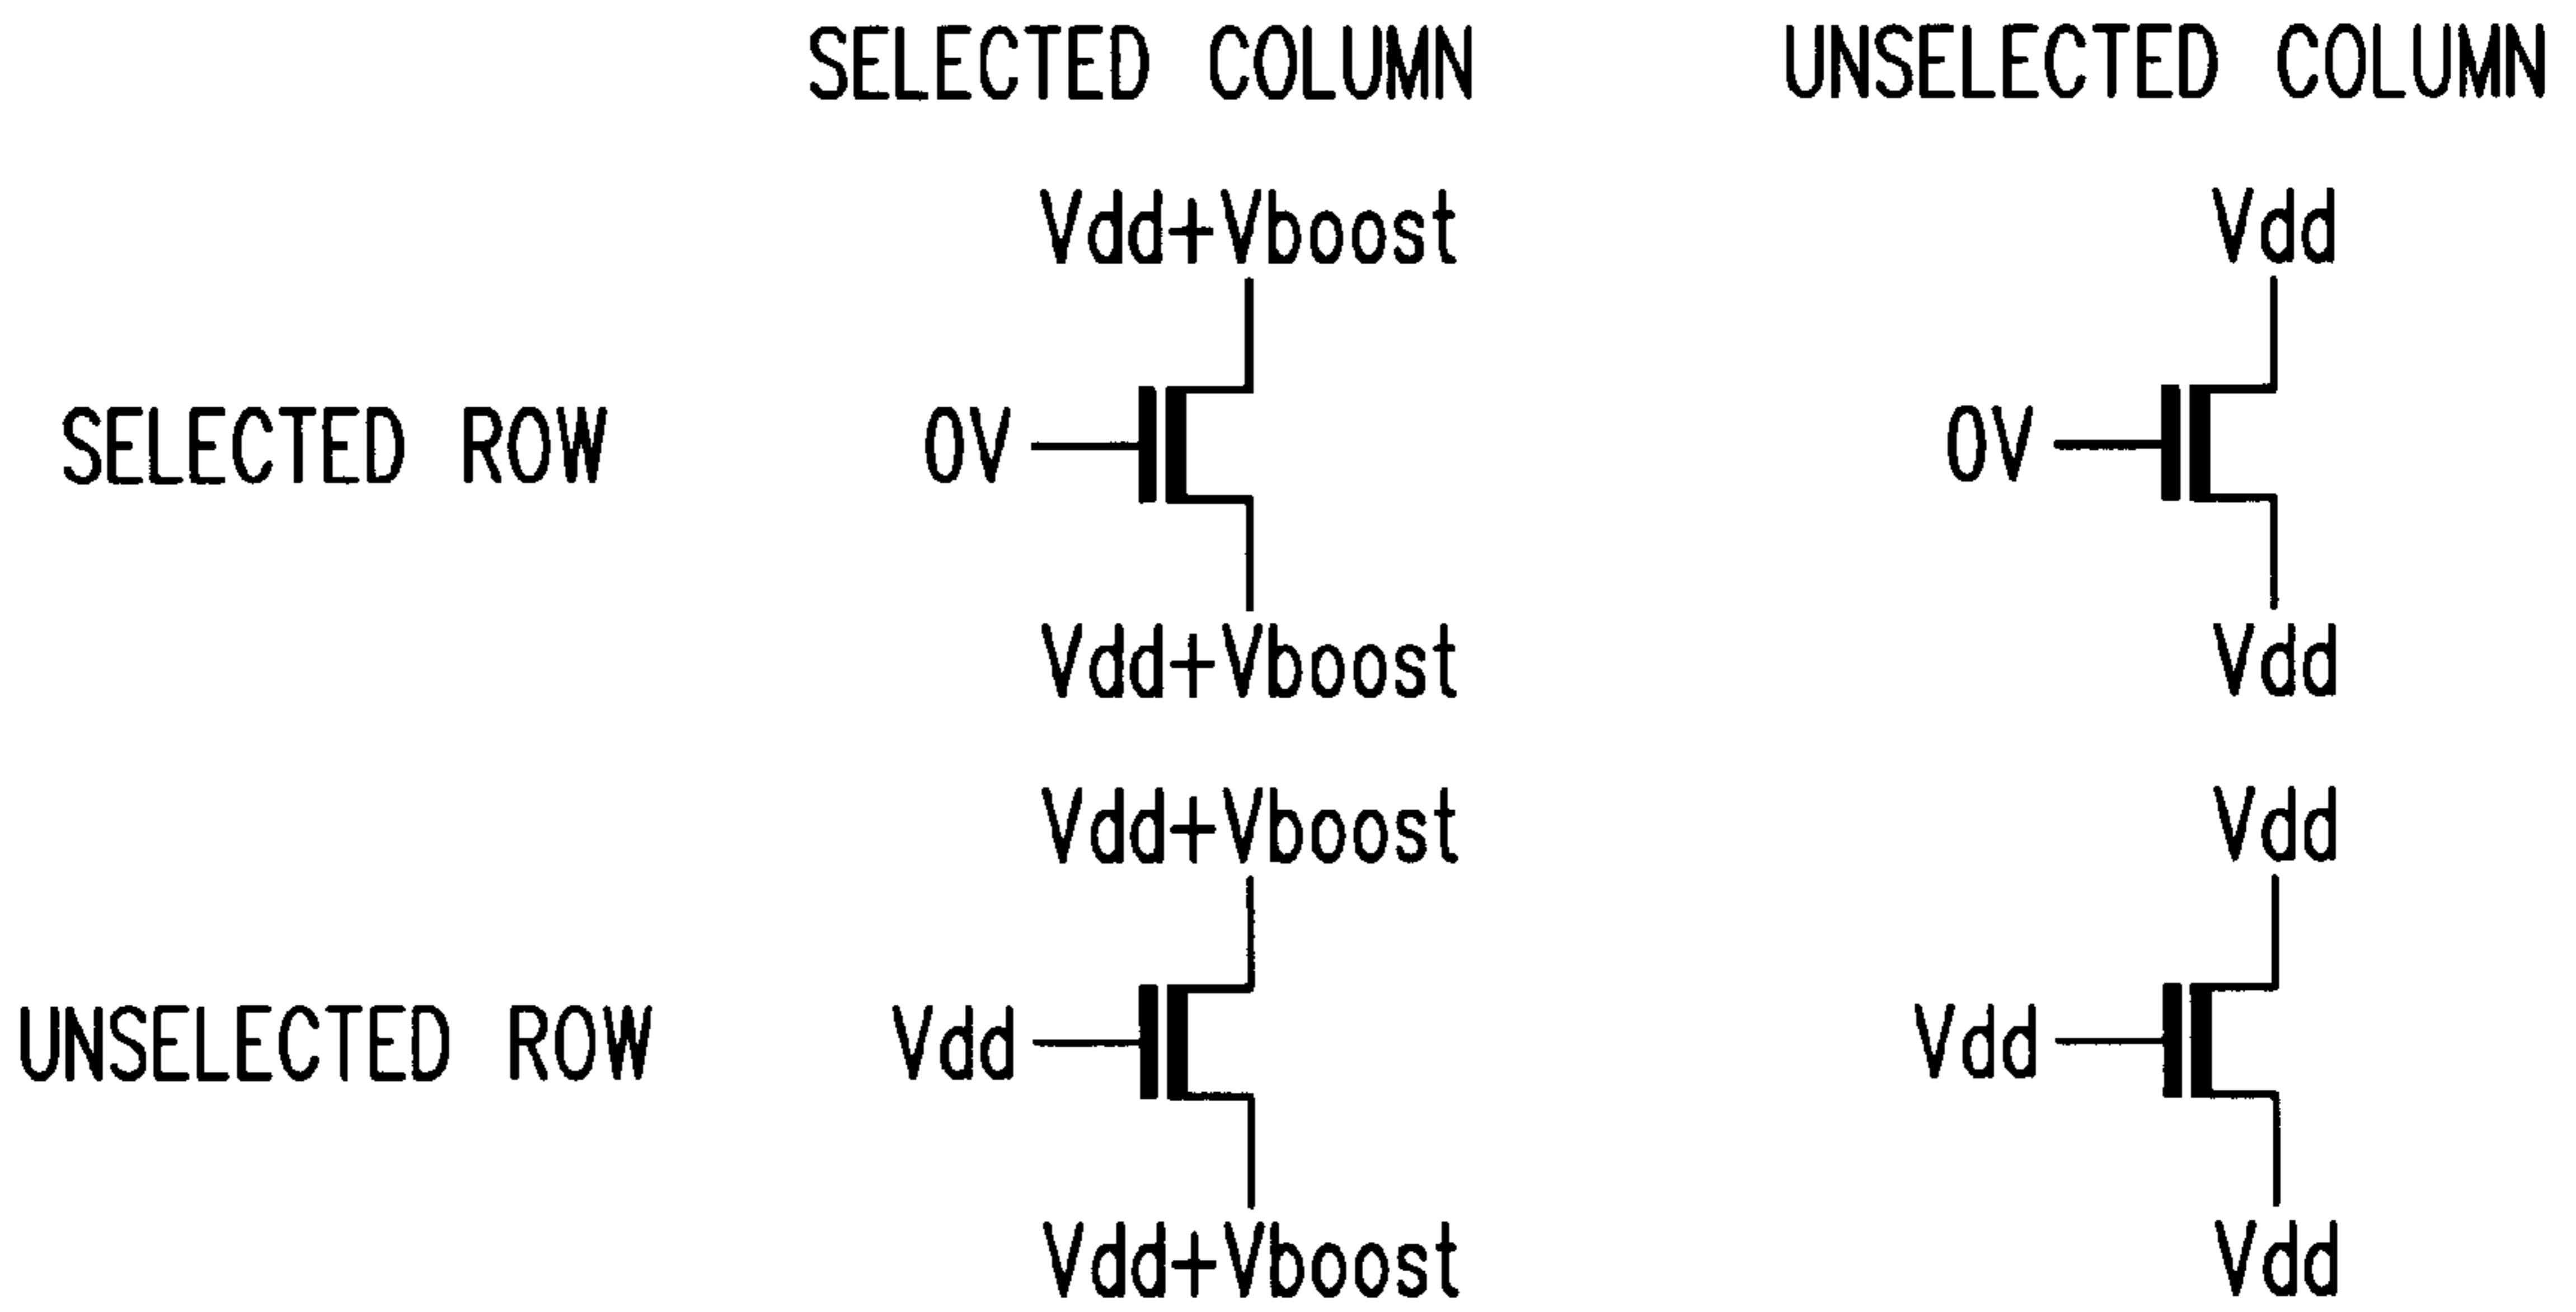 SELECTED COLUMN UNSELECTED COLUMN
Vdd+Vboost Vdd
SELECTED ROW 0V 0V
Vdd+Vboost Vdd
Vdd+Vboost Vdd
UNSELECTED ROW Vdd Vdd
Vdd+Vboost Vdd